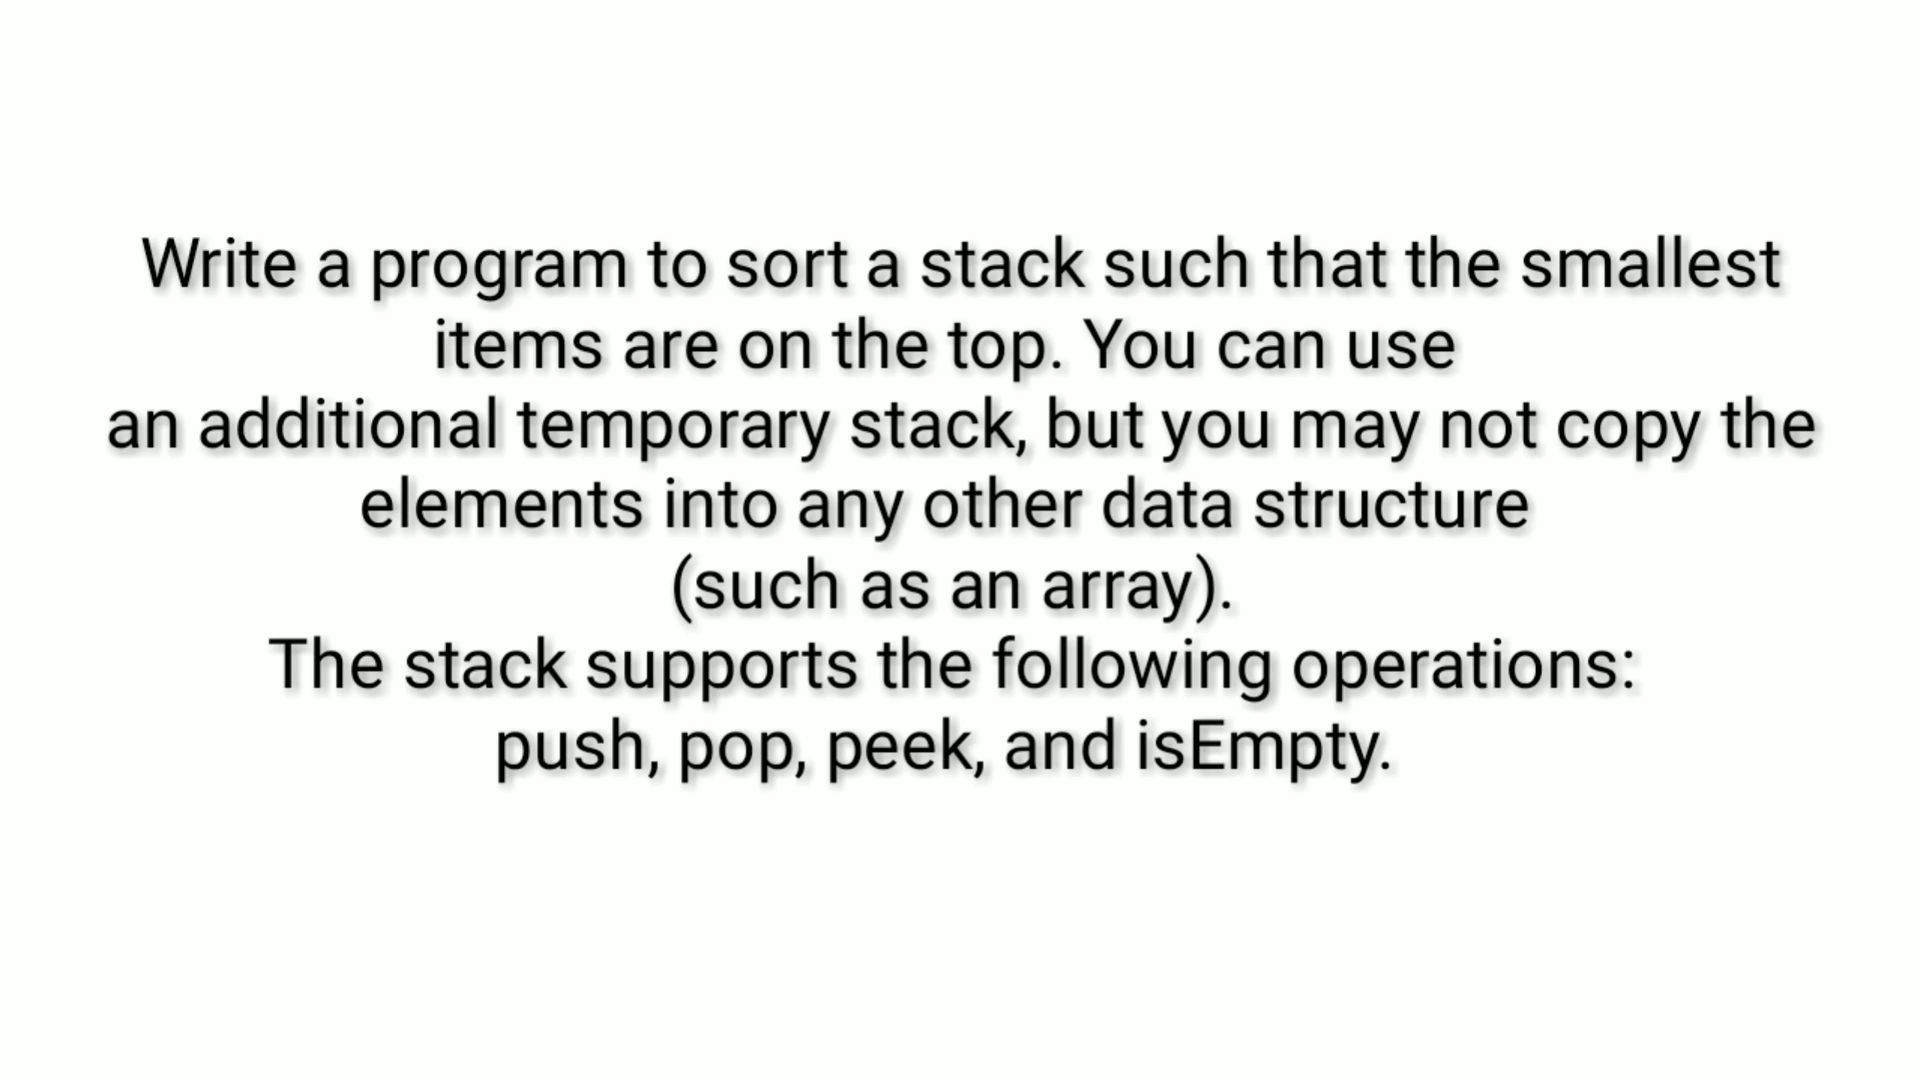 Write a program to sort a stack such that the smallest
items are on the top. You can use
an additional temporary stack, but you may not copy the
elements into any other data structure
(such as an array).
The stack supports the following operations:
push, pop, peek, and isEmpty.